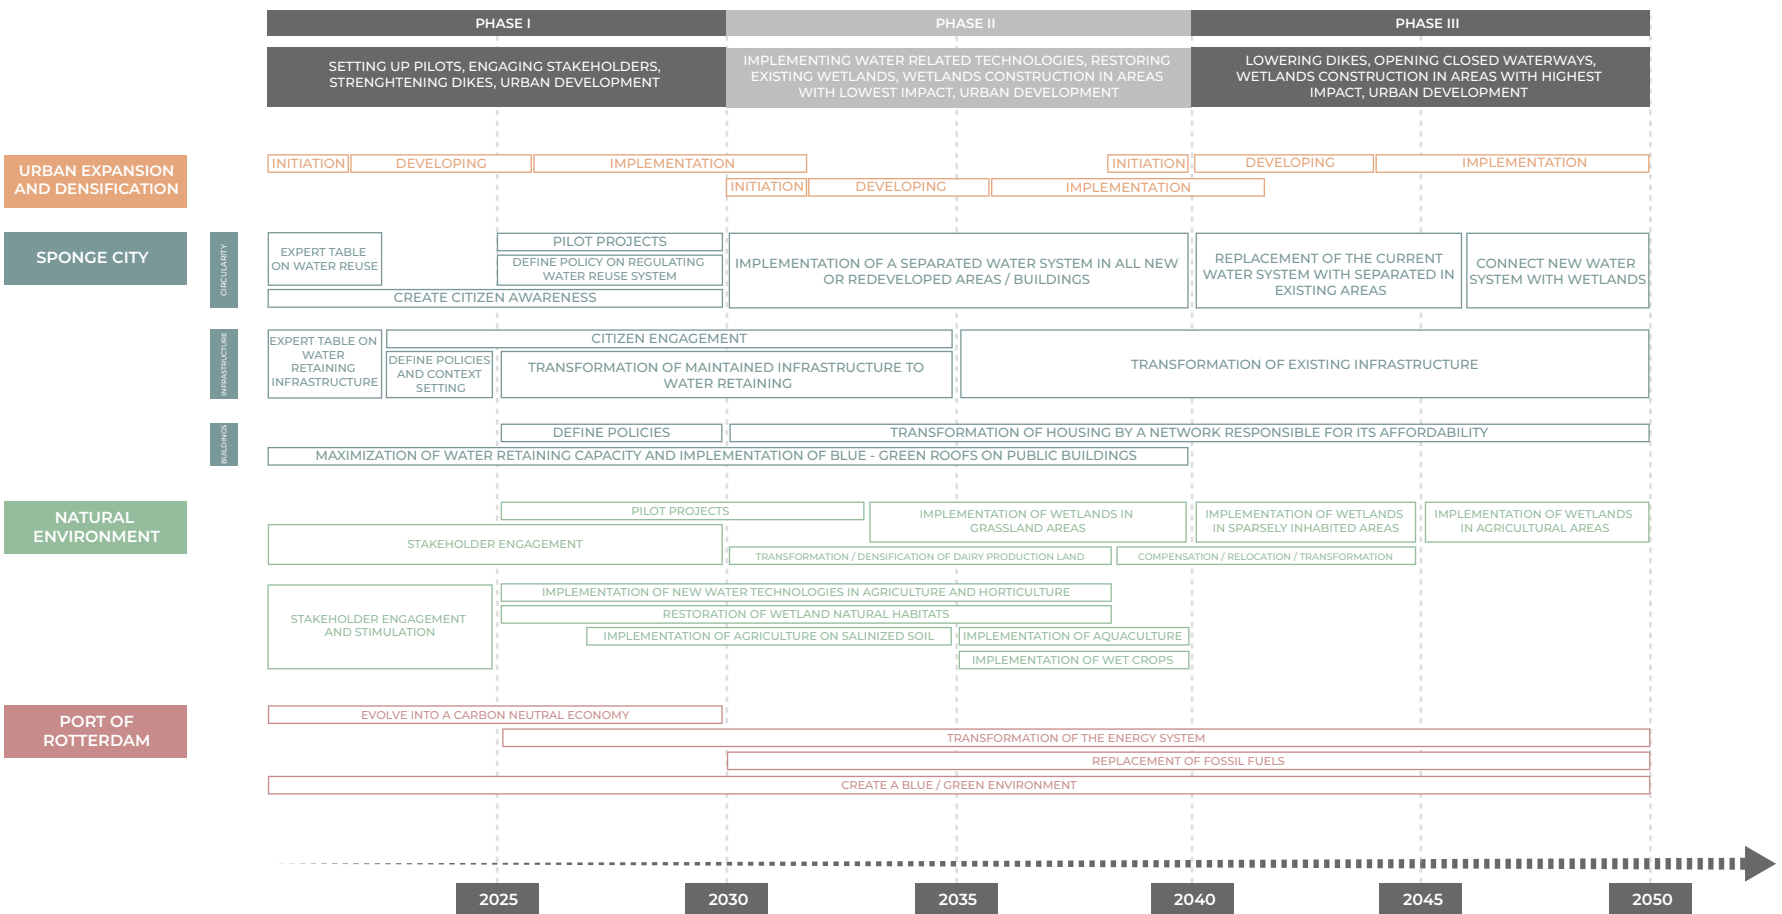 PHASE I
PHASE II
PHASE III
SETTING UP PILOTS, ENGAGING STAKEHOLDERS,
STRENGHTENING DIKES, URBAN DEVELOPMENT
IMPLEMENTING WATER RELATED TECHNOLOGIES, RESTORING
EXISTING WETLANDS, WETLANDS CONSTRUCTION IN AREAS
WITH LOWEST IMPACT, URBAN DEVELOPMENT
LOWERING DIKES, OPENING CLOSED WATERWAYS,
WETLANDS CONSTRUCTION IN AREAS WITH HIGHEST
IMPACT, URBAN DEVELOPMENT
URBAN EXPANSION
AND DENSIFICATION
INITIATION
DEVELOPING
IMPLEMENTATION
INITIATION
DEVELOPING
IMPLEMENTATION
INITIATION
DEVELOPING
IMPLEMENTATION
SPONGE CITY
CIRCULARITY
EXPERT TABLE
ON WATER REUSE
PILOT PROJECTS
DEFINE POLICY ON REGULATING
WATER REUSE SYSTEM
CREATE CITIZEN AWARENESS
IMPLEMENTATION OF A SEPARATED WATER SYSTEM IN ALL NEW
OR REDEVELOPED AREAS / BUILDINGS
REPLACEMENT OF THE CURRENT
WATER SYSTEM WITH SEPARATED IN
EXISTING AREAS
CONNECT NEW WATER
SYSTEM WITH WETLANDS
INFRASTRUCTURE
EXPERT TABLE ON
WATER
RETAINING
INFRASTRUCTURE
CITIZEN ENGAGEMENT
DEFINE POLICIES
AND CONTEXT
SETTING
TRANSFORMATION OF MAINTAINED INFRASTRUCTURE TO
WATER RETAINING
TRANSFORMATION OF EXISTING INFRASTRUCTURE
BUILDINGS
DEFINE POLICIES
TRANSFORMATION OF HOUSING BY A NETWORK RESPONSIBLE FOR ITS AFFORDABILITY
MAXIMIZATION OF WATER RETAINING CAPACITY AND IMPLEMENTATION OF BLUE - GREEN ROOFS ON PUBLIC BUILDINGS
NATURAL
ENVIRONMENT
PILOT PROJECTS
STAKEHOLDER ENGAGEMENT
IMPLEMENTATION OF WETLANDS IN
GRASSLAND AREAS
IMPLEMENTATION OF WETLANDS
IN SPARSELY INHABITED AREAS
IMPLEMENTATION OF WETLANDS
IN AGRICULTURAL AREAS
TRANSFORMATION / DENSIFICATION OF DAIRY PRODUCTION LAND
COMPENSATION / RELOCATION / TRANSFORMATION
STAKEHOLDER ENGAGEMENT
AND STIMULATION
IMPLEMENTATION OF NEW WATER TECHNOLOGIES IN AGRICULTURE AND HORTICULTURE
RESTORATION OF WETLAND NATURAL HABITATS
IMPLEMENTATION OF AGRICULTURE ON SALINIZED SOIL
IMPLEMENTATION OF AQUACULTURE
IMPLEMENTATION OF WET CROPS
PORT OF
ROTTERDAM
EVOLVE INTO A CARBON NEUTRAL ECONOMY
TRANSFORMATION OF THE ENERGY SYSTEM
REPLACEMENT OF FOSSIL FUELS
CREATE A BLUE / GREEN ENVIRONMENT
2025
2030
2035
2040
2045
2050